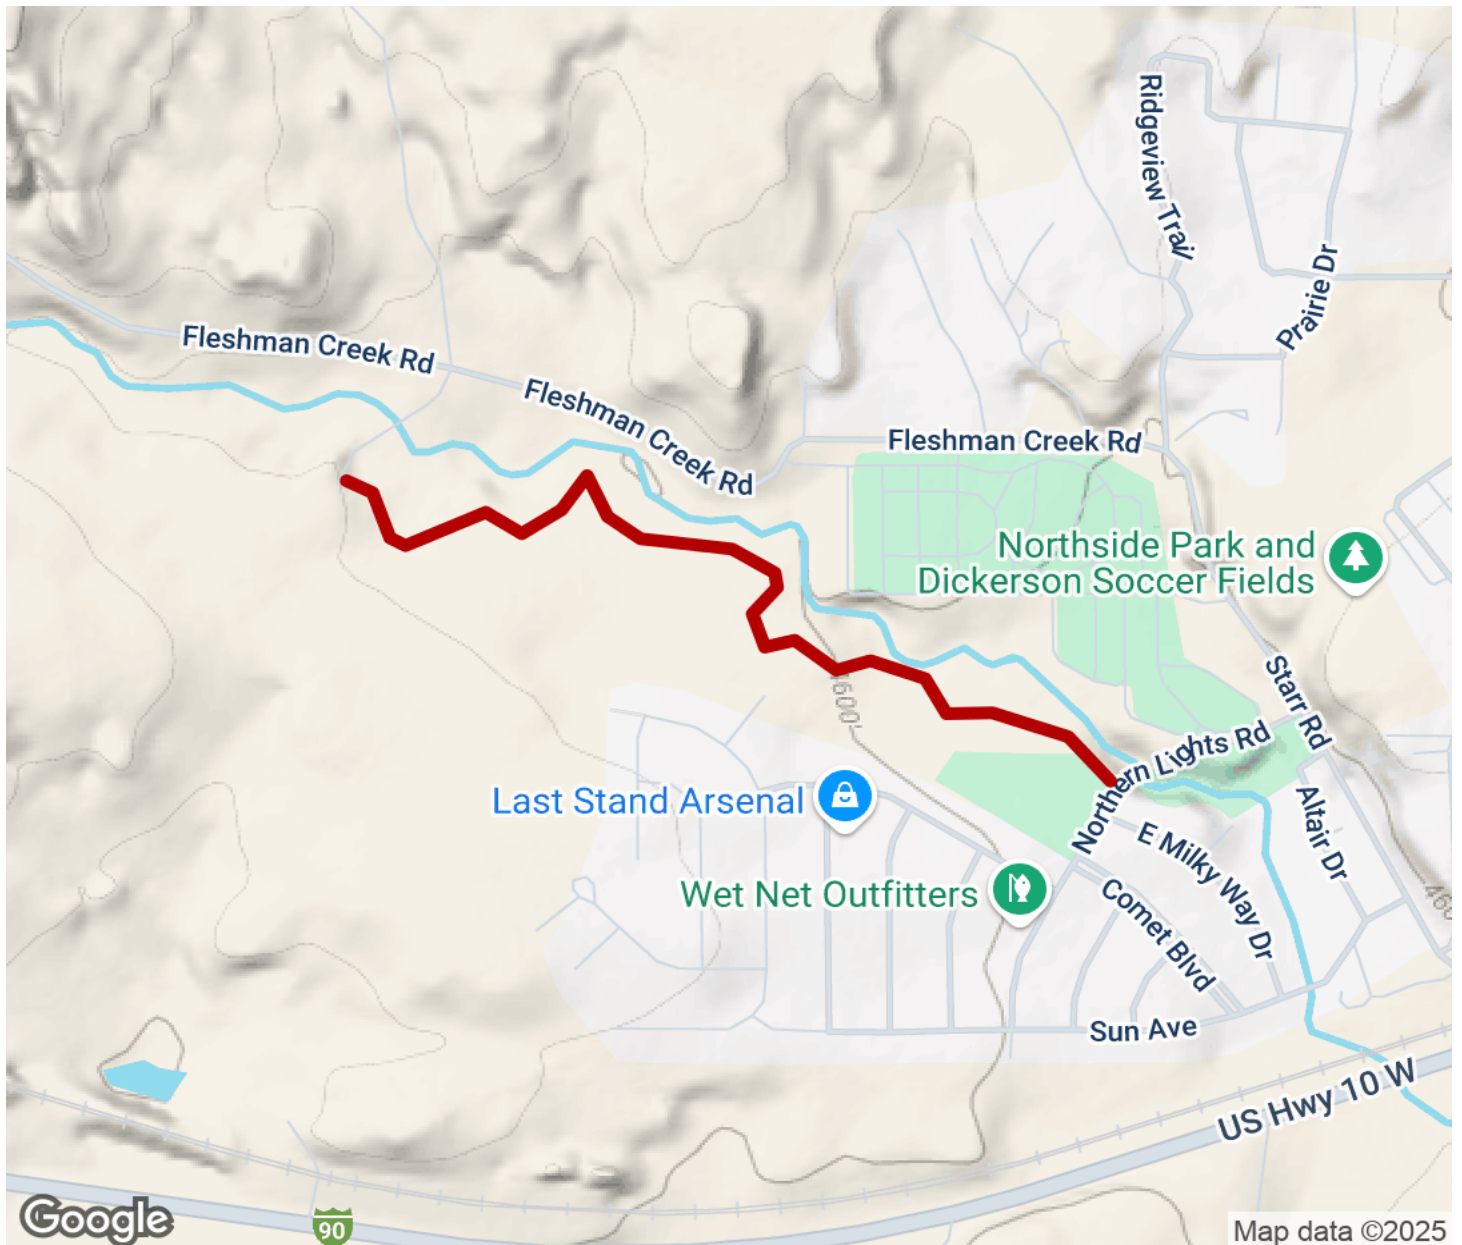 Ridgeview Trail
Prairie Dr
Fleshman Creek Rd
Fleshman Creek Rd
Fleshman Creek Rd
Northside Park and
Dickerson Soccer Fields
Starr Rd
4600'
Northern Lights Rd
Last Stand Arsenal
Altair Dr
E Milky Way Dr
Wet Net Outfitters
Comet Blvd
Sun Ave
US Hwy 10 W
90
Google
Map data ©2025